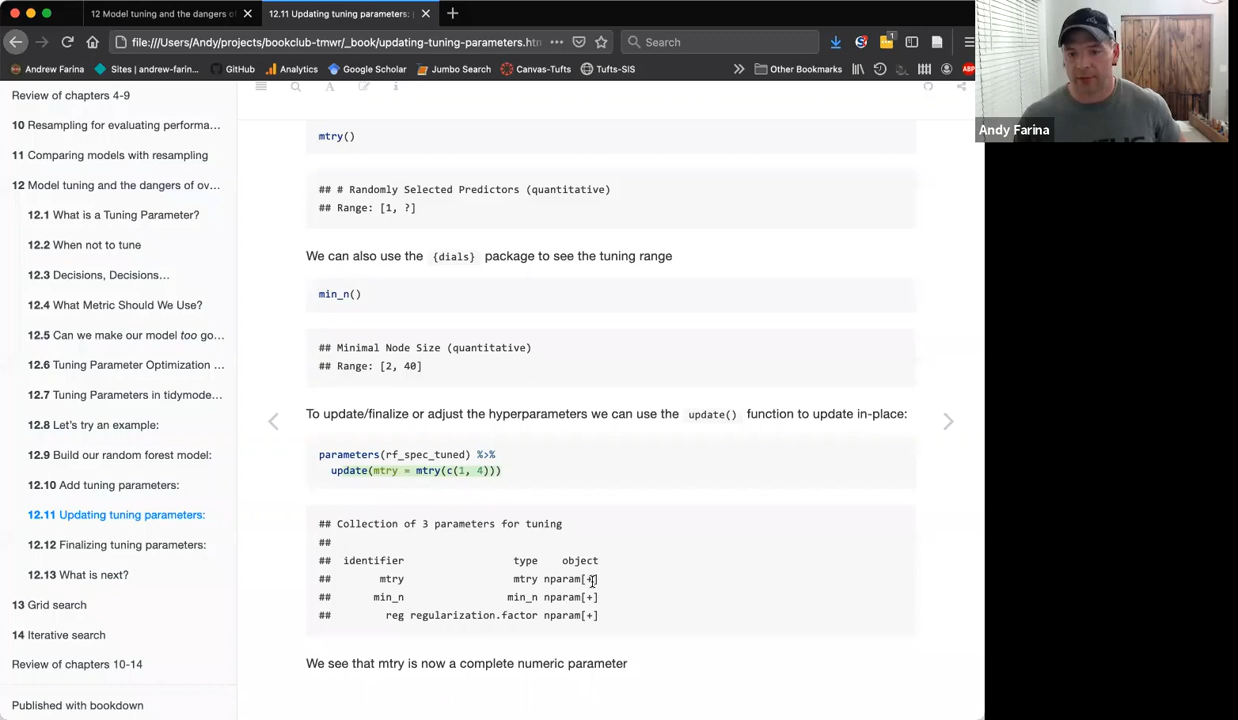 12 Model tuning and the dangers of
12.11 Updating tuning parameters:
file:///Users/Andy/projects/bookclub-tmwr/_book/updating-tuning-parameters.htm
Search
1
Andrew Farina
Sites | andrew-farin...
GitHub
Analytics
Google Scholar
Jumbo Search
Canvas-Tufts
Tufts-SIS
Other Bookmarks
ABP
Andy Farina
Review of chapters 4-9
10 Resampling for evaluating performa...
11 Comparing models with resampling
12 Model tuning and the dangers of ov...
12.1 What is a Tuning Parameter?
12.2 When not to tune
12.3 Decisions, Decisions...
12.4 What Metric Should We Use?
12.5 Can we make our model too go...
12.6 Tuning Parameter Optimization ...
12.7 Tuning Parameters in tidymode...
12.8 Let's try an example:
12.9 Build our random forest model:
12.10 Add tuning parameters:
12.11 Updating tuning parameters:
12.12 Finalizing tuning parameters:
12.13 What is next?
13 Grid search
14 Iterative search
Review of chapters 10-14
Published with bookdown
mtry()
## # Randomly Selected Predictors (quantitative)
## Range: [1, ?]
We can also use the {dials} package to see the tuning range
min_n()
## Minimal Node Size (quantitative)
## Range: [2, 40]
To update/finalize or adjust the hyperparameters we can use the update() function to update in-place:
parameters(rf_spec_tuned) %>%
update(mtry = mtry(c(1, 4)))
## Collection of 3 parameters for tuning
##
## identifier type object
## mtry mtry nparam[+]
## min_n min_n nparam[+]
## reg regularization.factor nparam[+]
We see that mtry is now a complete numeric parameter